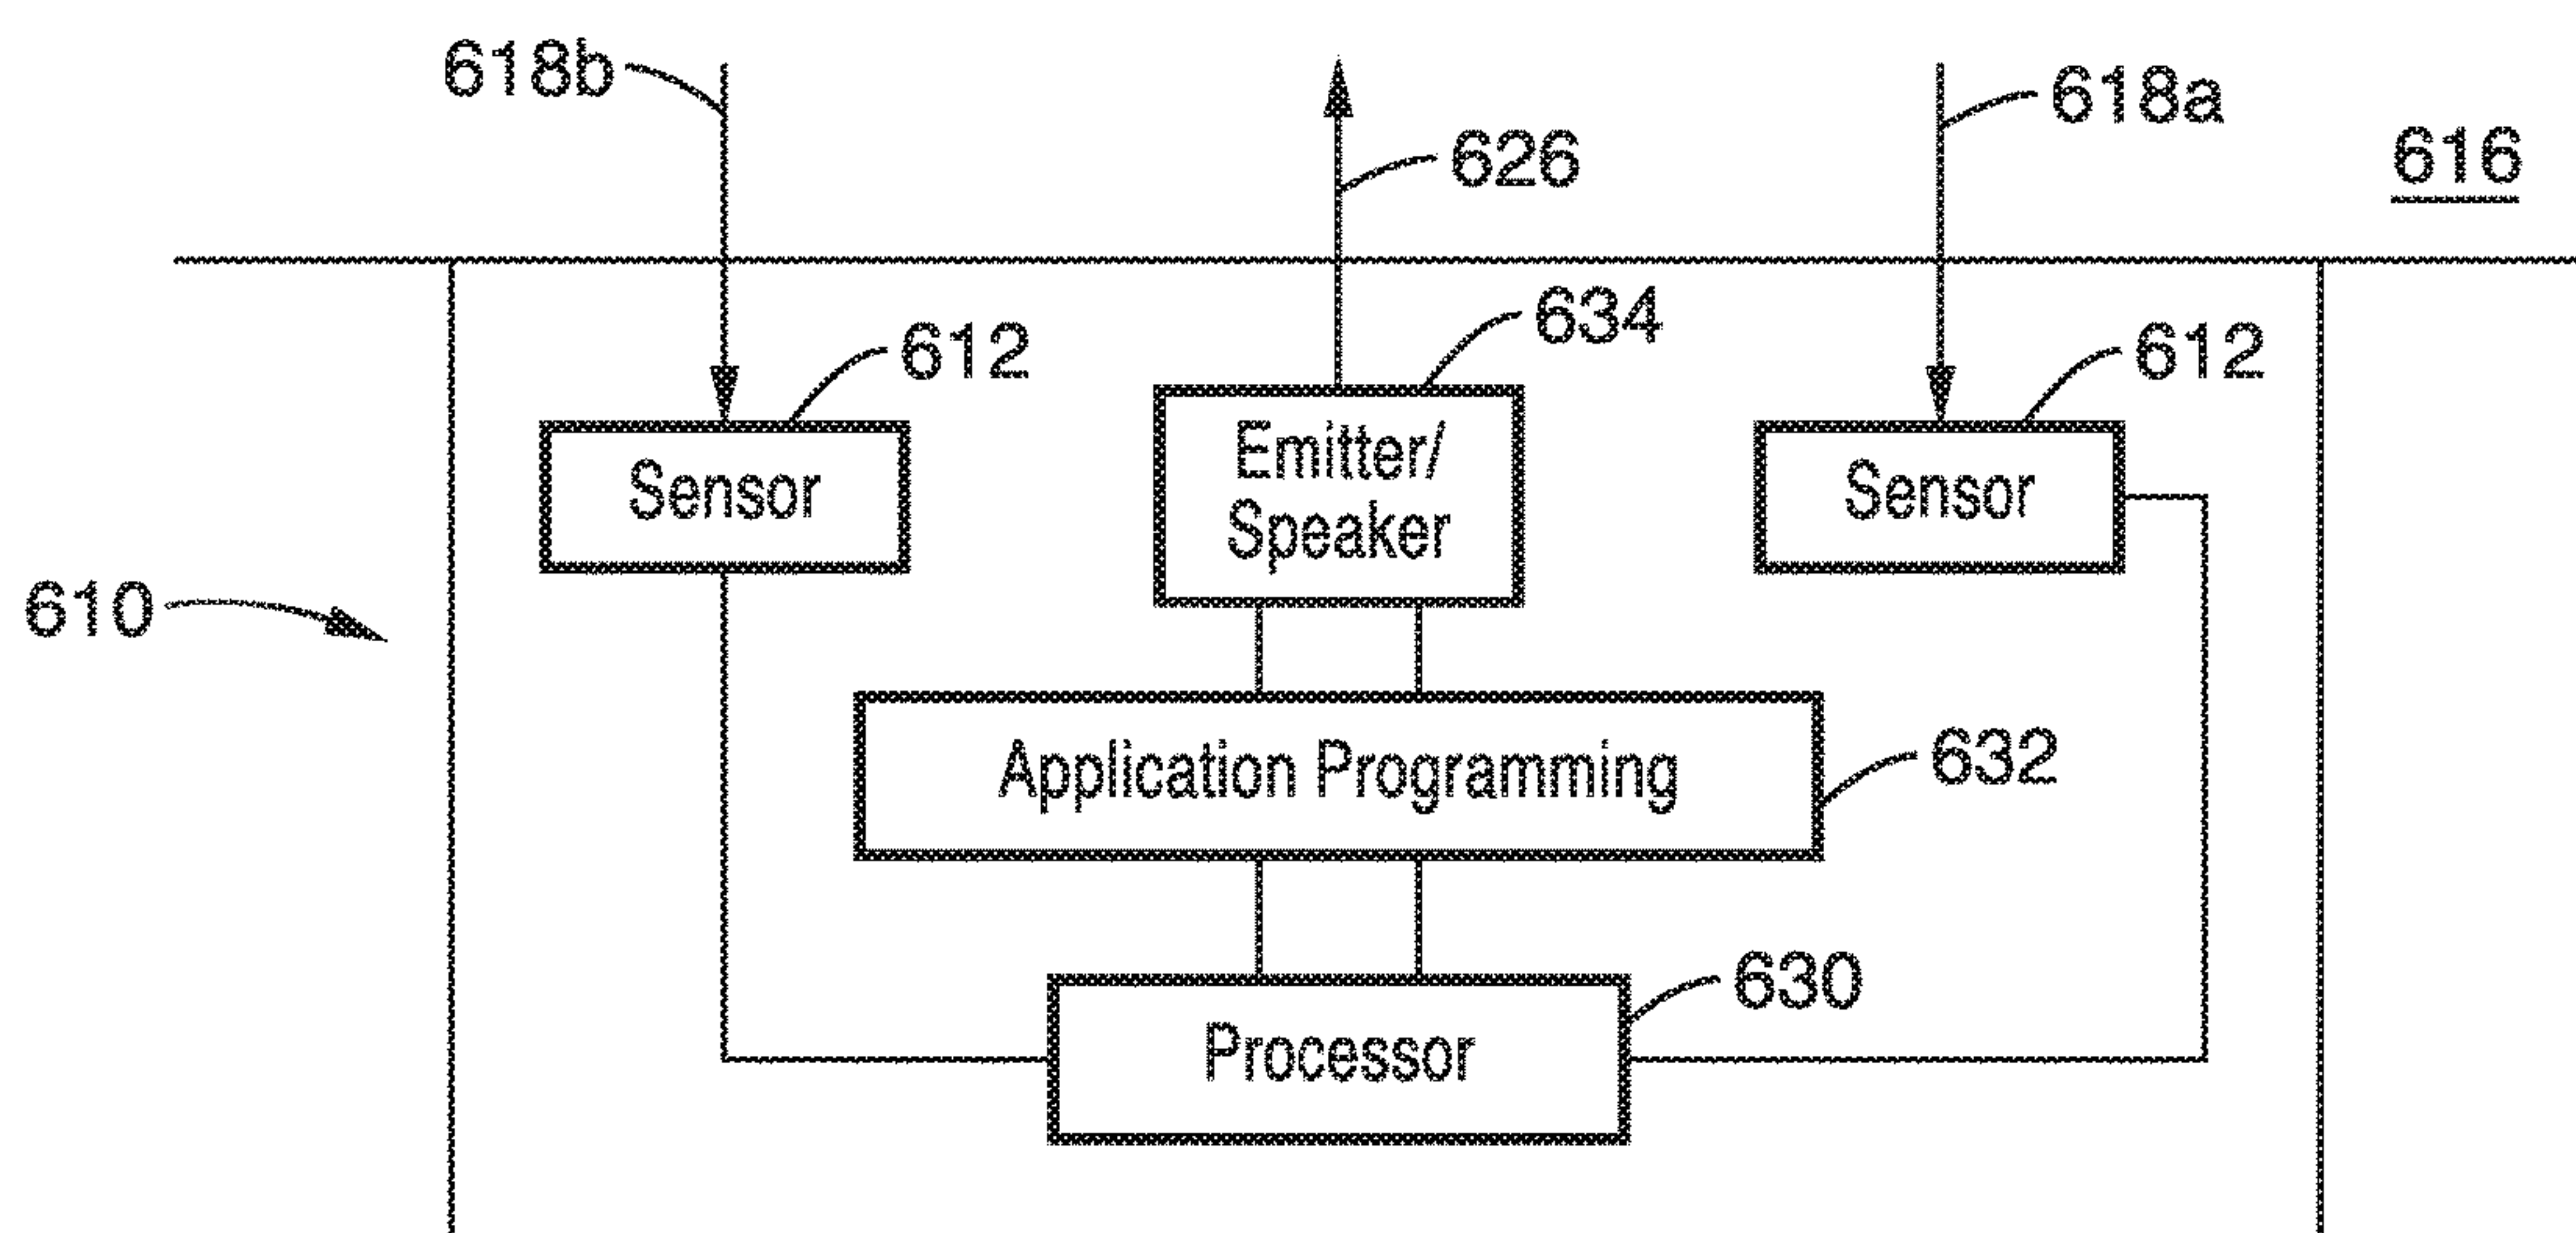 618b
618a
626
616
634
612
612
Emitter/
Speaker
Sensor
Sensor
610
Application Programming
632
630
Processor